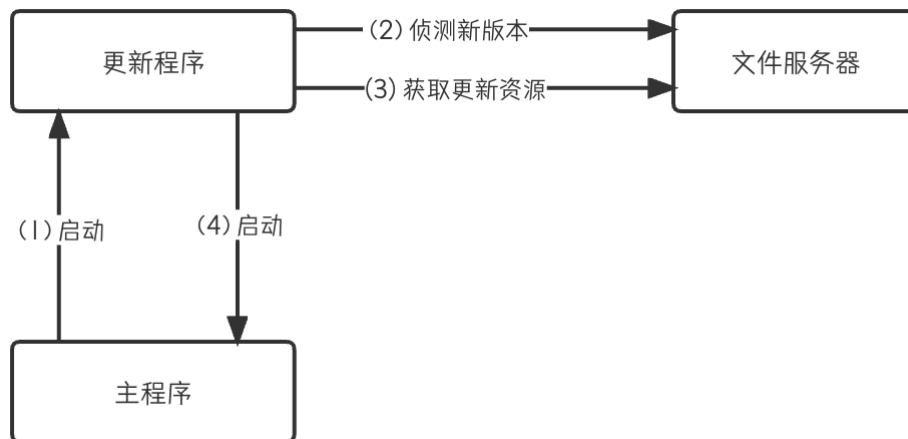 (2) 侦测新版本
更新程序
文件服务器
(3) 获取更新资源
(1) 启动
(4) 启动
主程序